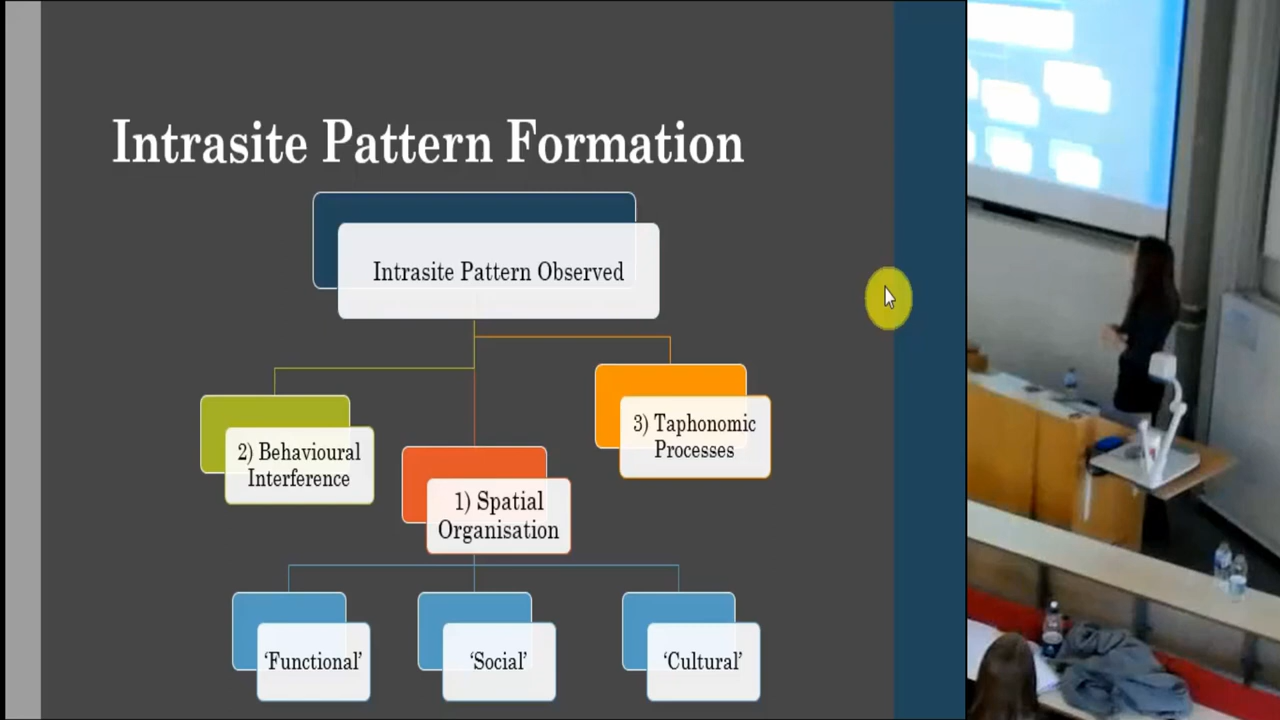 Intrasite Pattern Formation
Intrasite Pattern Observed
2) Behavioural
Interference
1) Spatial
Organisation
3) Taphonomic
Processes
‘Functional’
‘Social’
‘Cultural’